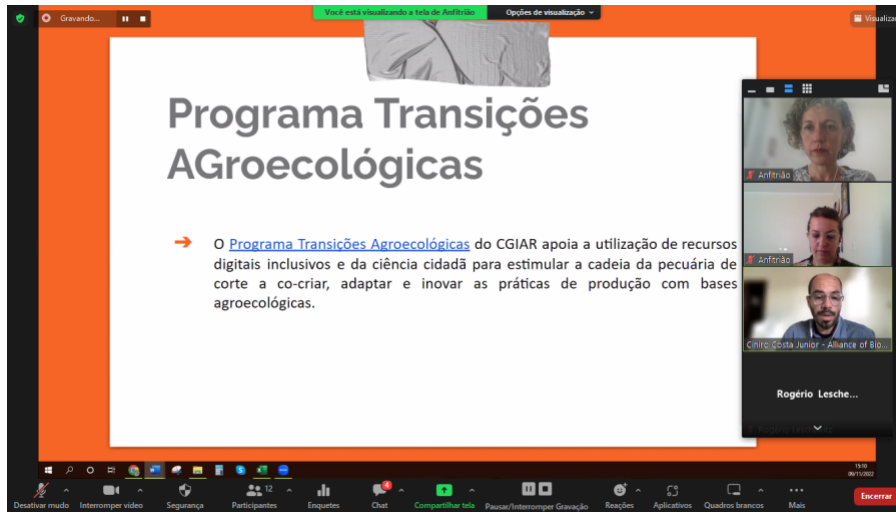 Gravando...
Você está visualizando a tela de Anfitrião
Opções de visualização
Visualizar
Programa Transições
AGroecológicas
➔ O Programa Transições Agroecológicas do CGIAR apoia a utilização de recursos
digitais inclusivos e da ciência cidadã para estimular a cadeia da pecuária de
corte a co-criar, adaptar e inovar as práticas de produção com bases
agroecológicas.
Anfitrião
Anfitrião
Ciniro Costa Junior - Alliance of Bio...
Rogério Lesche...
15:10
09/11/2022
Desativar mudo
Interromper vídeo
Segurança
12
Participantes
Enquetes
4
Chat
Compartilhar tela
Pausar/Interromper Gravação
Reações
Aplicativos
Quadros brancos
Mais
Encerrar